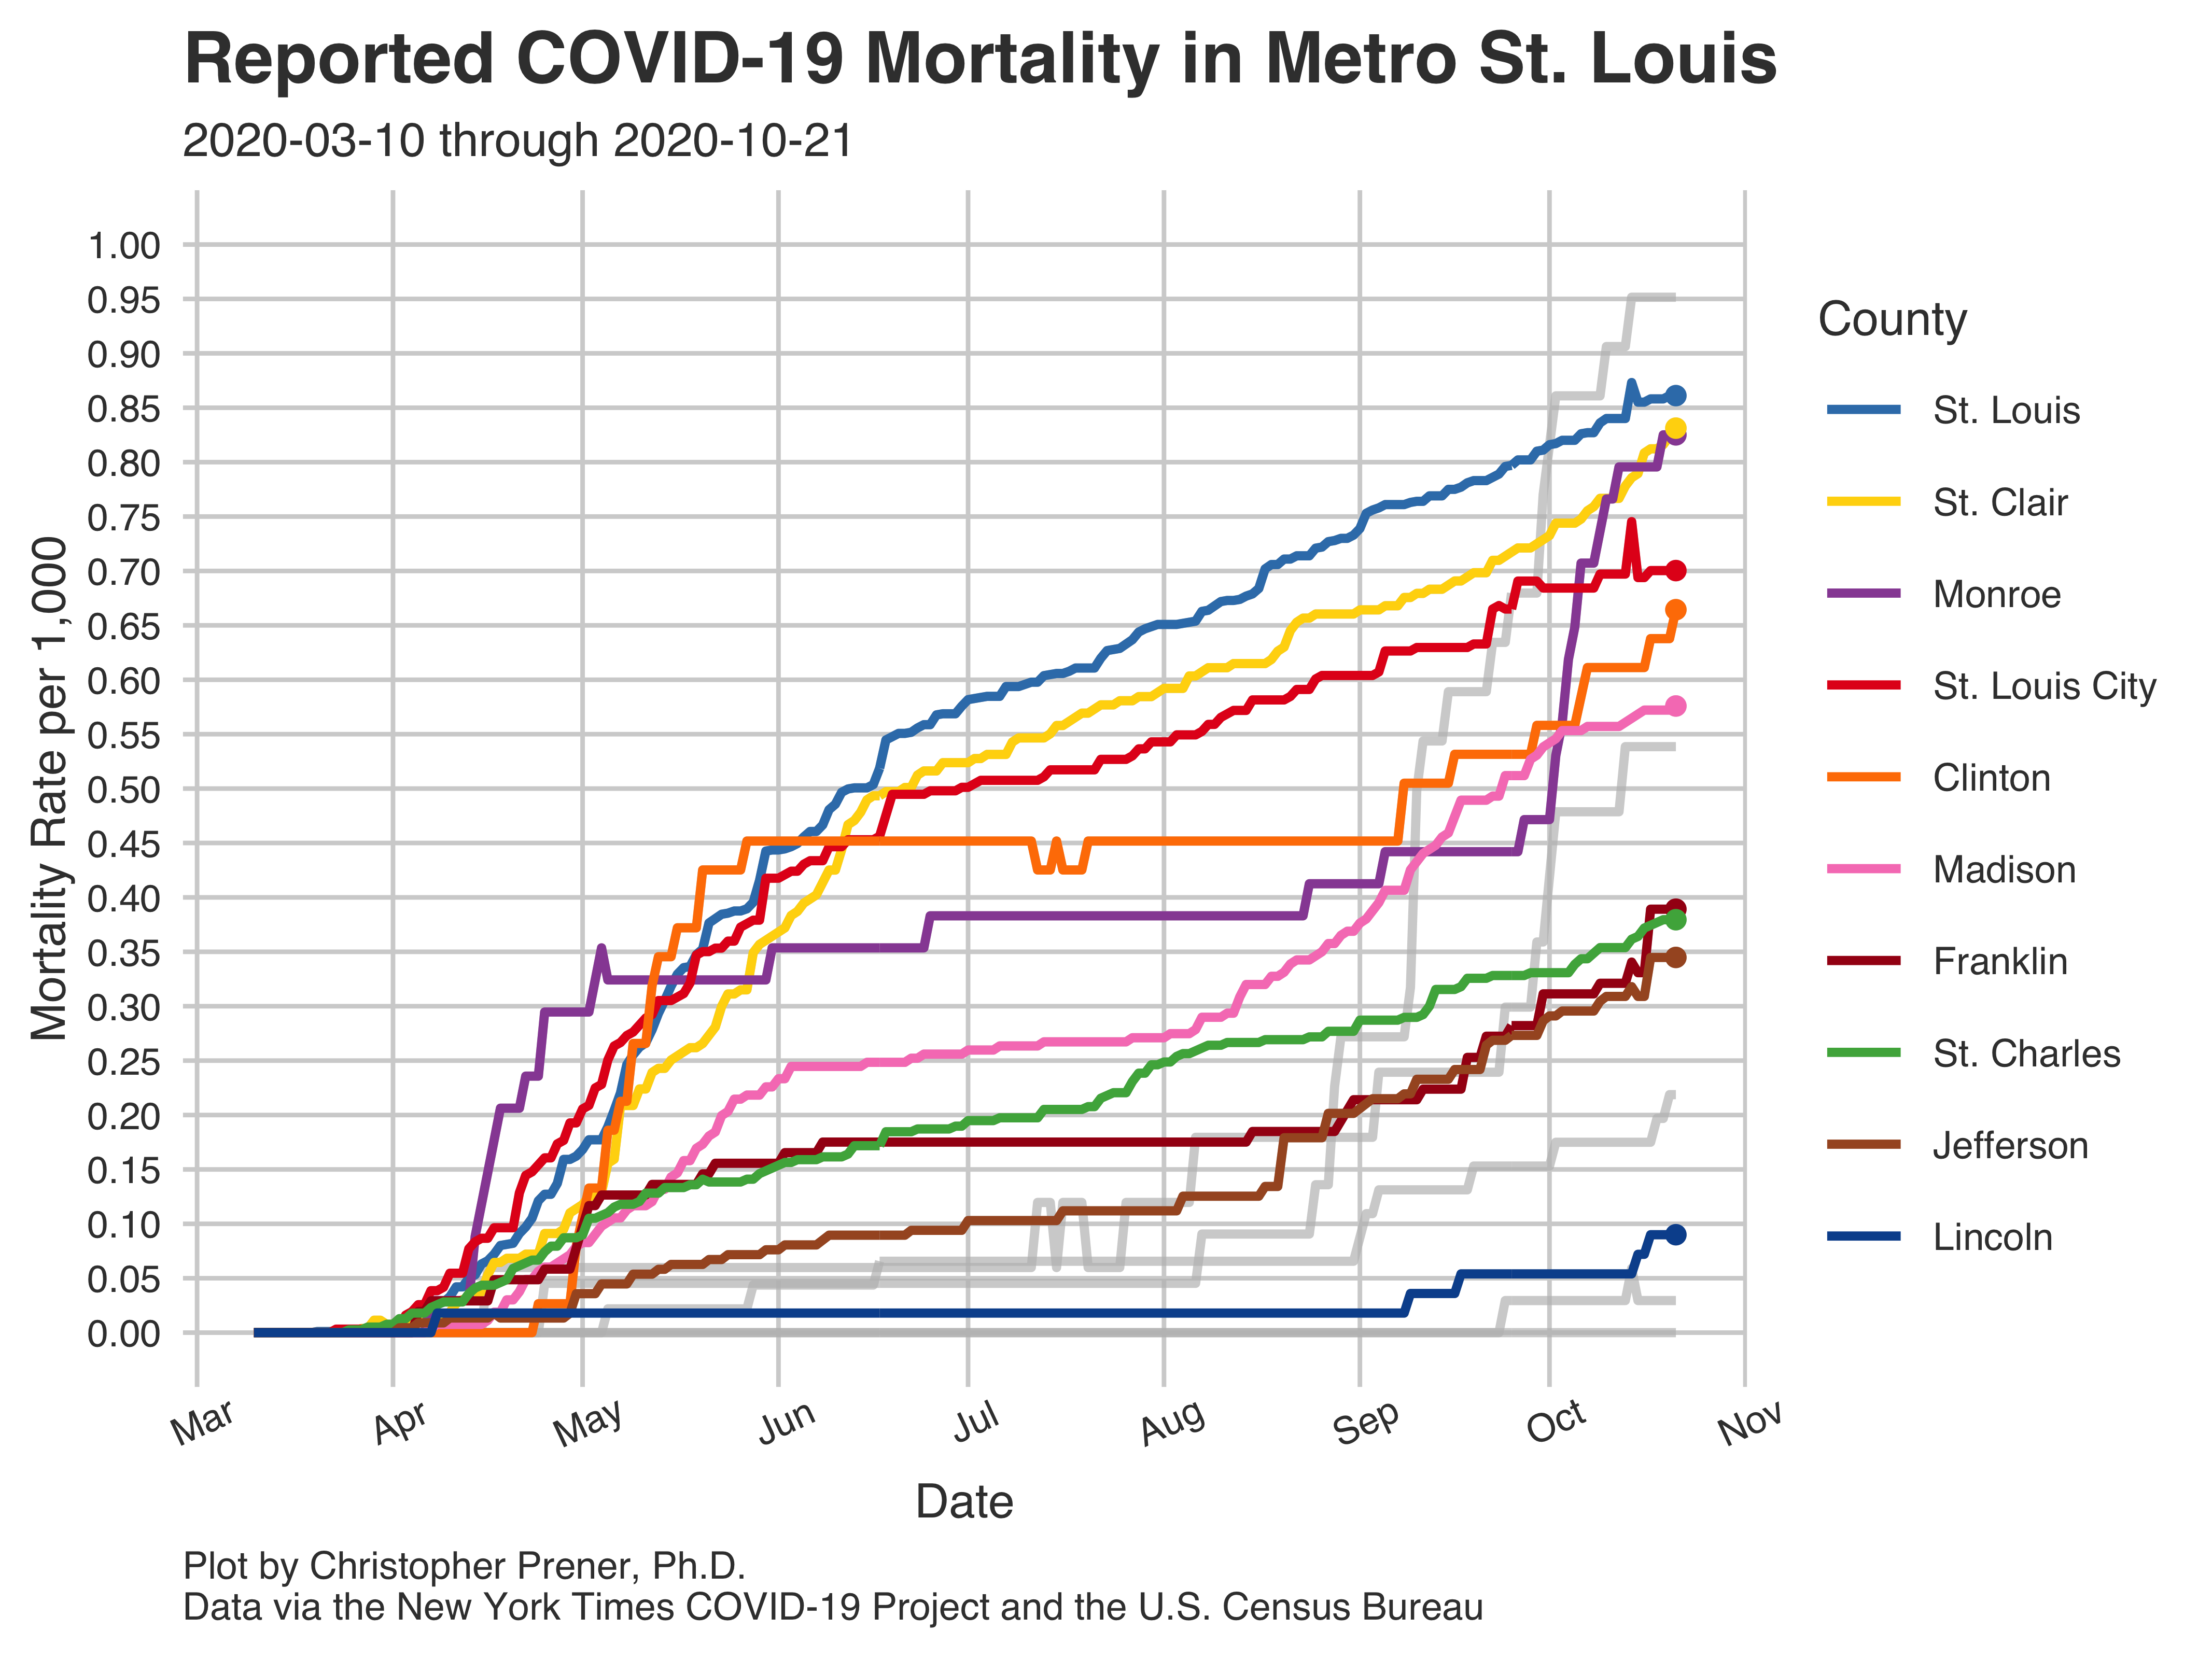 Reported COVID-19 Mortality in Metro St. Louis
2020-03-10 through 2020-10-21
Mortality Rate per 1,000
1.00
0.95
0.90
0.85
0.80
0.75
0.70
0.65
0.60
0.55
0.50
0.45
0.40
0.35
0.30
0.25
0.20
0.15
0.10
0.05
0.00
Mar Apr May Jun Jul Aug Sep Oct Nov
Date
County
St. Louis
St. Clair
Monroe
St. Louis City
Clinton
Madison
Franklin
St. Charles
Jefferson
Lincoln
Plot by Christopher Prener, Ph.D.
Data via the New York Times COVID-19 Project and the U.S. Census Bureau